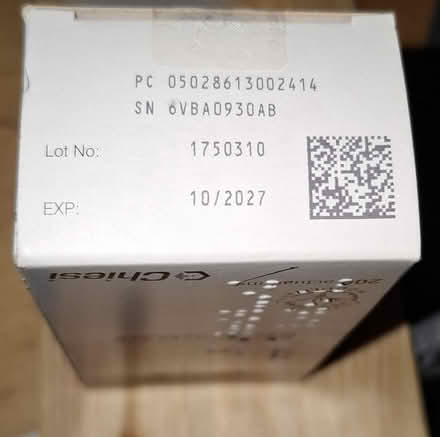 PC 05028613002414
SN 6VBA0930AB
Lot No: 1750310
EXP: 10/2027
Chiesi